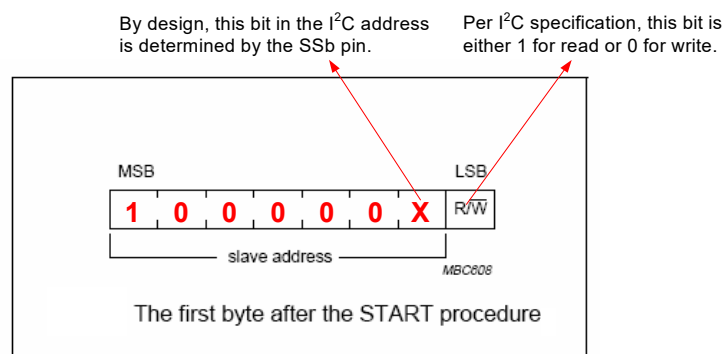 By design, this bit in the I²C address
is determined by the SSb pin.
Per I²C specification, this bit is
either 1 for read or 0 for write.
MSB LSB
1 0 0 0 0 0 X R/W̅
slave address
MBC608
The first byte after the START procedure